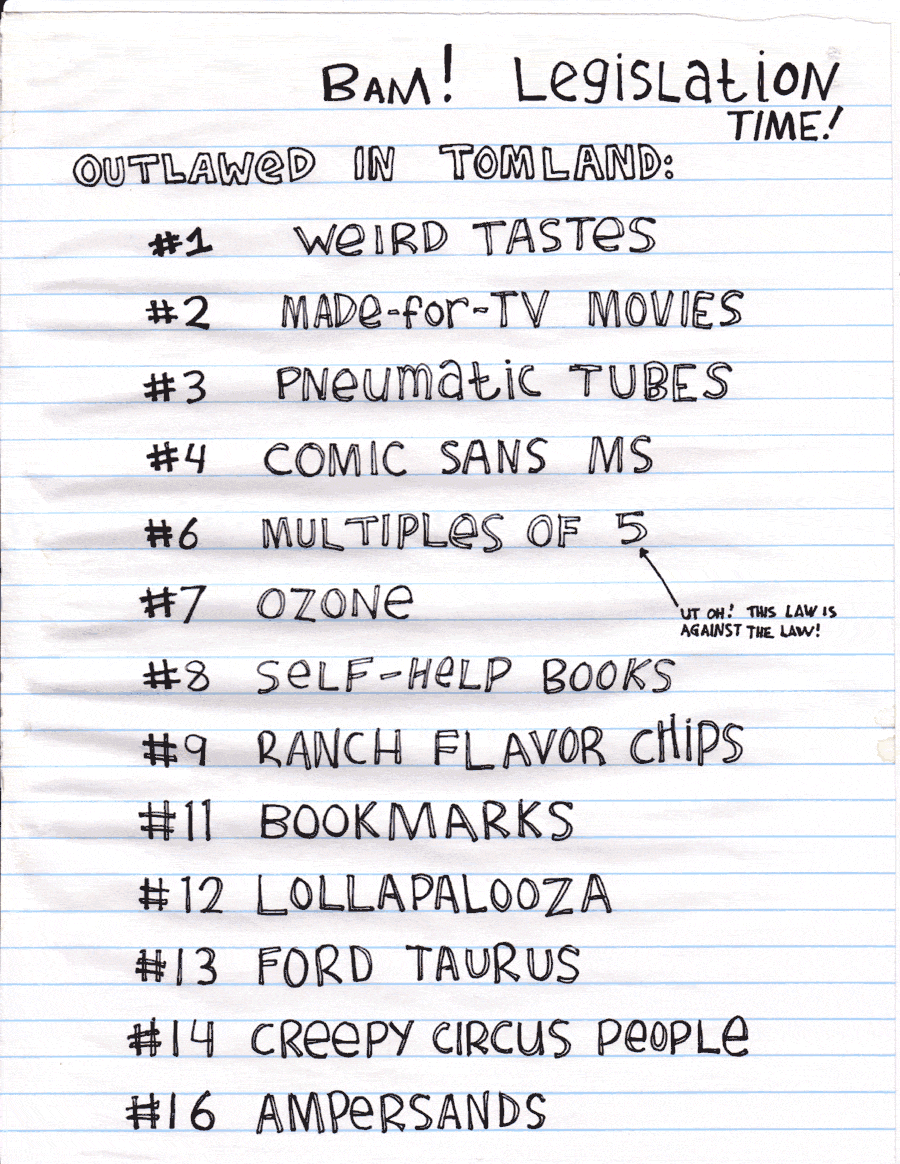 BAM! Legislation
TIME!
OUTLAWeD IN TOMLAND:
#1 WeIRD TASTeS
#2 MADe-for-TV MOVIES
#3 PNeumatic TUBES
#4 COMIC SANS MS
#6 MULTIPLeS OF 5
#7 OZONe
UT OH! THIS LAW IS
AGAINST THE LAW!
#8 SeLF-HeLP BOOKS
#9 RANCH FLAVOR CHiPS
#11 BOOKMARKS
#12 LOLLAPALOOZA
#13 FORD TAURUS
#14 CReePY CIRCUS PeOPLe
#16 AMPeRSANDS